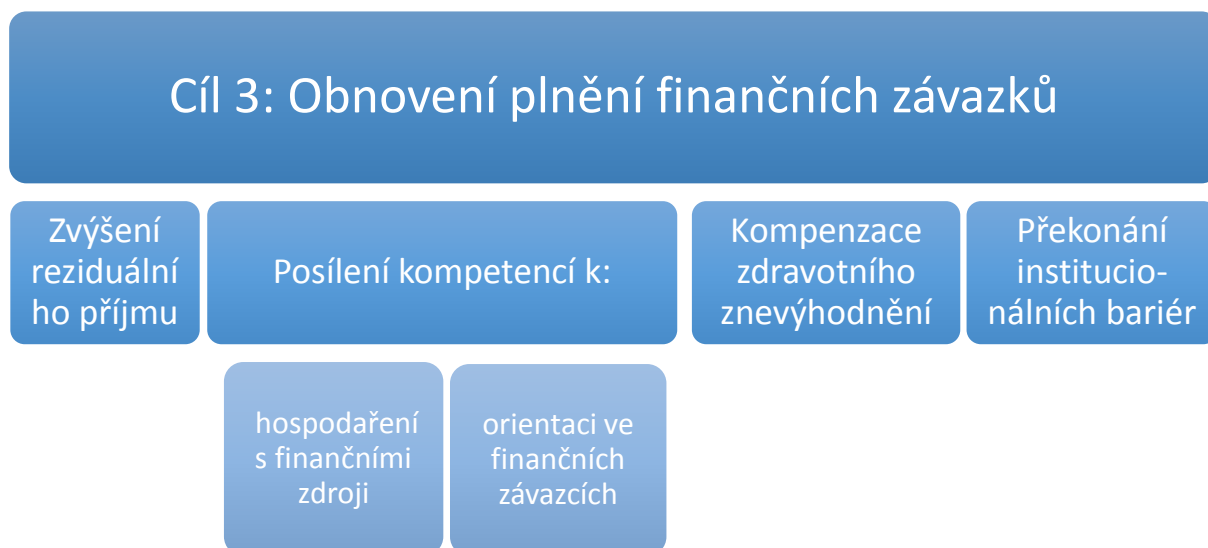 Cíl 3: Obnovení plnění finančních závazků
Zvýšení
reziduální
ho příjmu
Posílení kompetencí k:
Kompenzace
zdravotního
znevýhodnění
Překonání
institucio-
nálních bariér
hospodaření
s finančními
zdroji
orientaci ve
finančních
závazcích